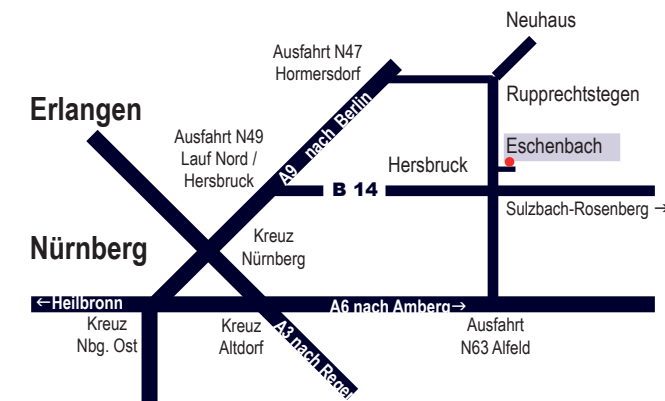 Neuhaus
Ausfahrt N47
Hormersdorf
Rupprechtstegen
Erlangen
A9 nach Berlin
Ausfahrt N49
Lauf Nord /
Hersbruck
Eschenbach
Hersbruck
B 14
Sulzbach-Rosenberg →
Nürnberg
Kreuz
Nürnberg
←Heilbronn
A6 nach Amberg→
Kreuz
Nbg. Ost
Kreuz
Altdorf
A3 nach Regen
Ausfahrt
N63 Alfeld